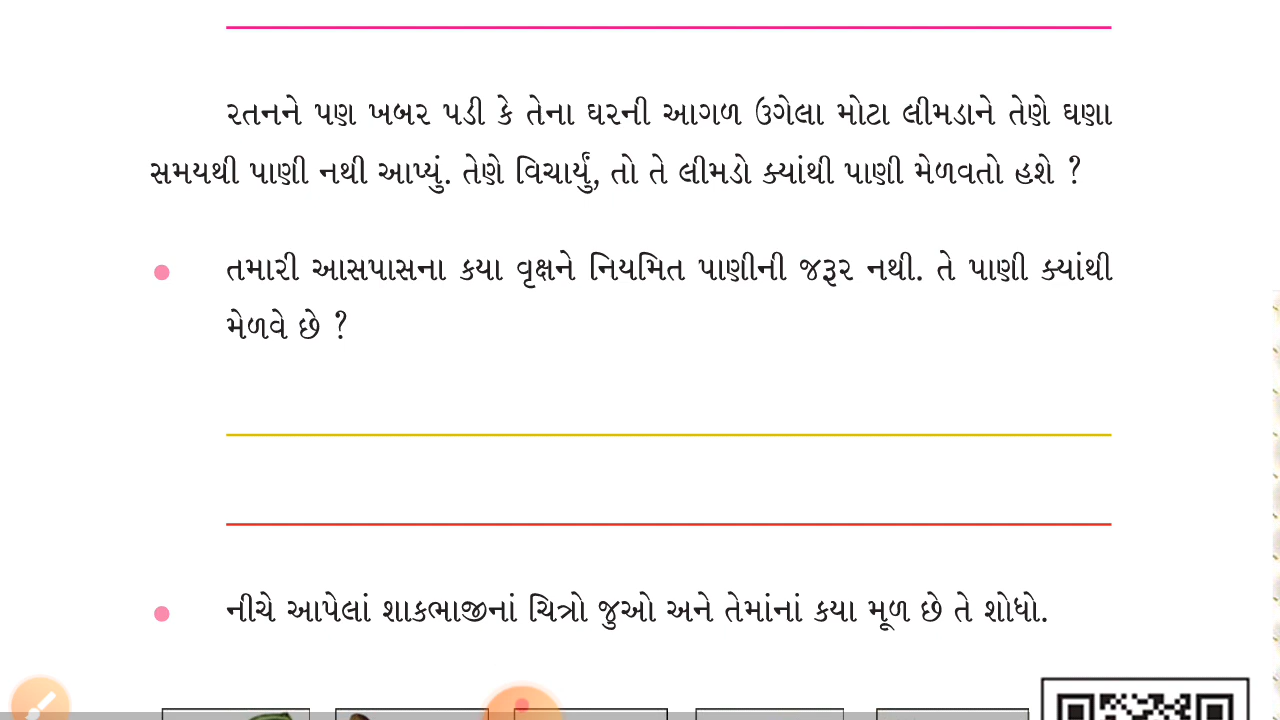 રતનને પણ ખબર પડી કે તેના ઘરની આગળ ઉગેલા મોટા લીમડાને તેણે ઘણા
સમયથી પાણી નથી આપ્યું. તેણે વિચાર્યું, તો તે લીમડો ક્યાંથી પાણી મેળવતો હશે ?
તમારી આસપાસના કયા વૃક્ષને નિયમિત પાણીની જરૂર નથી. તે પાણી ક્યાંથી
મેળવે છે ?
નીચે આપેલાં શાકભાજીનાં ચિત્રો જુઓ અને તેમાંનાં કયા મૂળ છે તે શોધો.